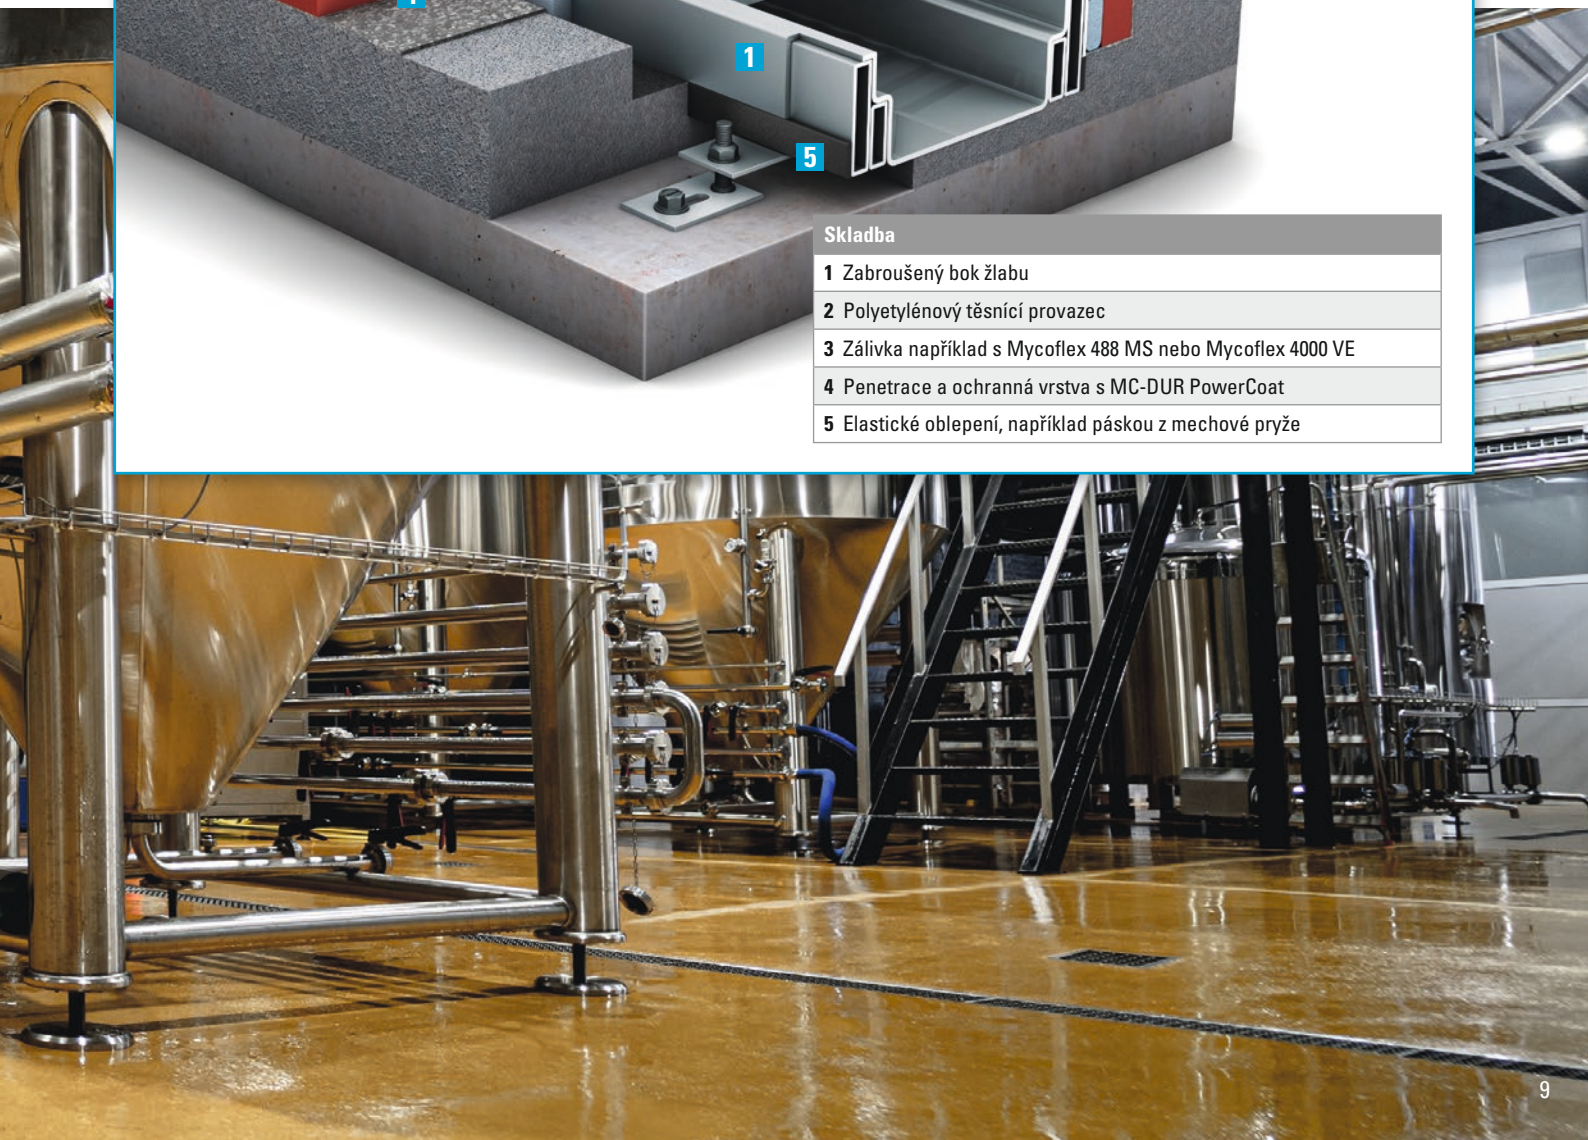 4
1
5
Skladba
1 Zabroušený bok žlabu
2 Polyetylénový těsnící provazec
3 Zálivka například s Mycoflex 488 MS nebo Mycoflex 4000 VE
4 Penetrace a ochranná vrstva s MC-DUR PowerCoat
5 Elastické oblepení, například páskou z mechové pryže
9